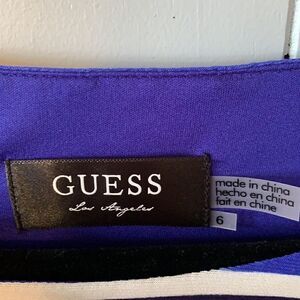 GUESS
Los Angeles
made in china
hecho en china
fait en chine
6